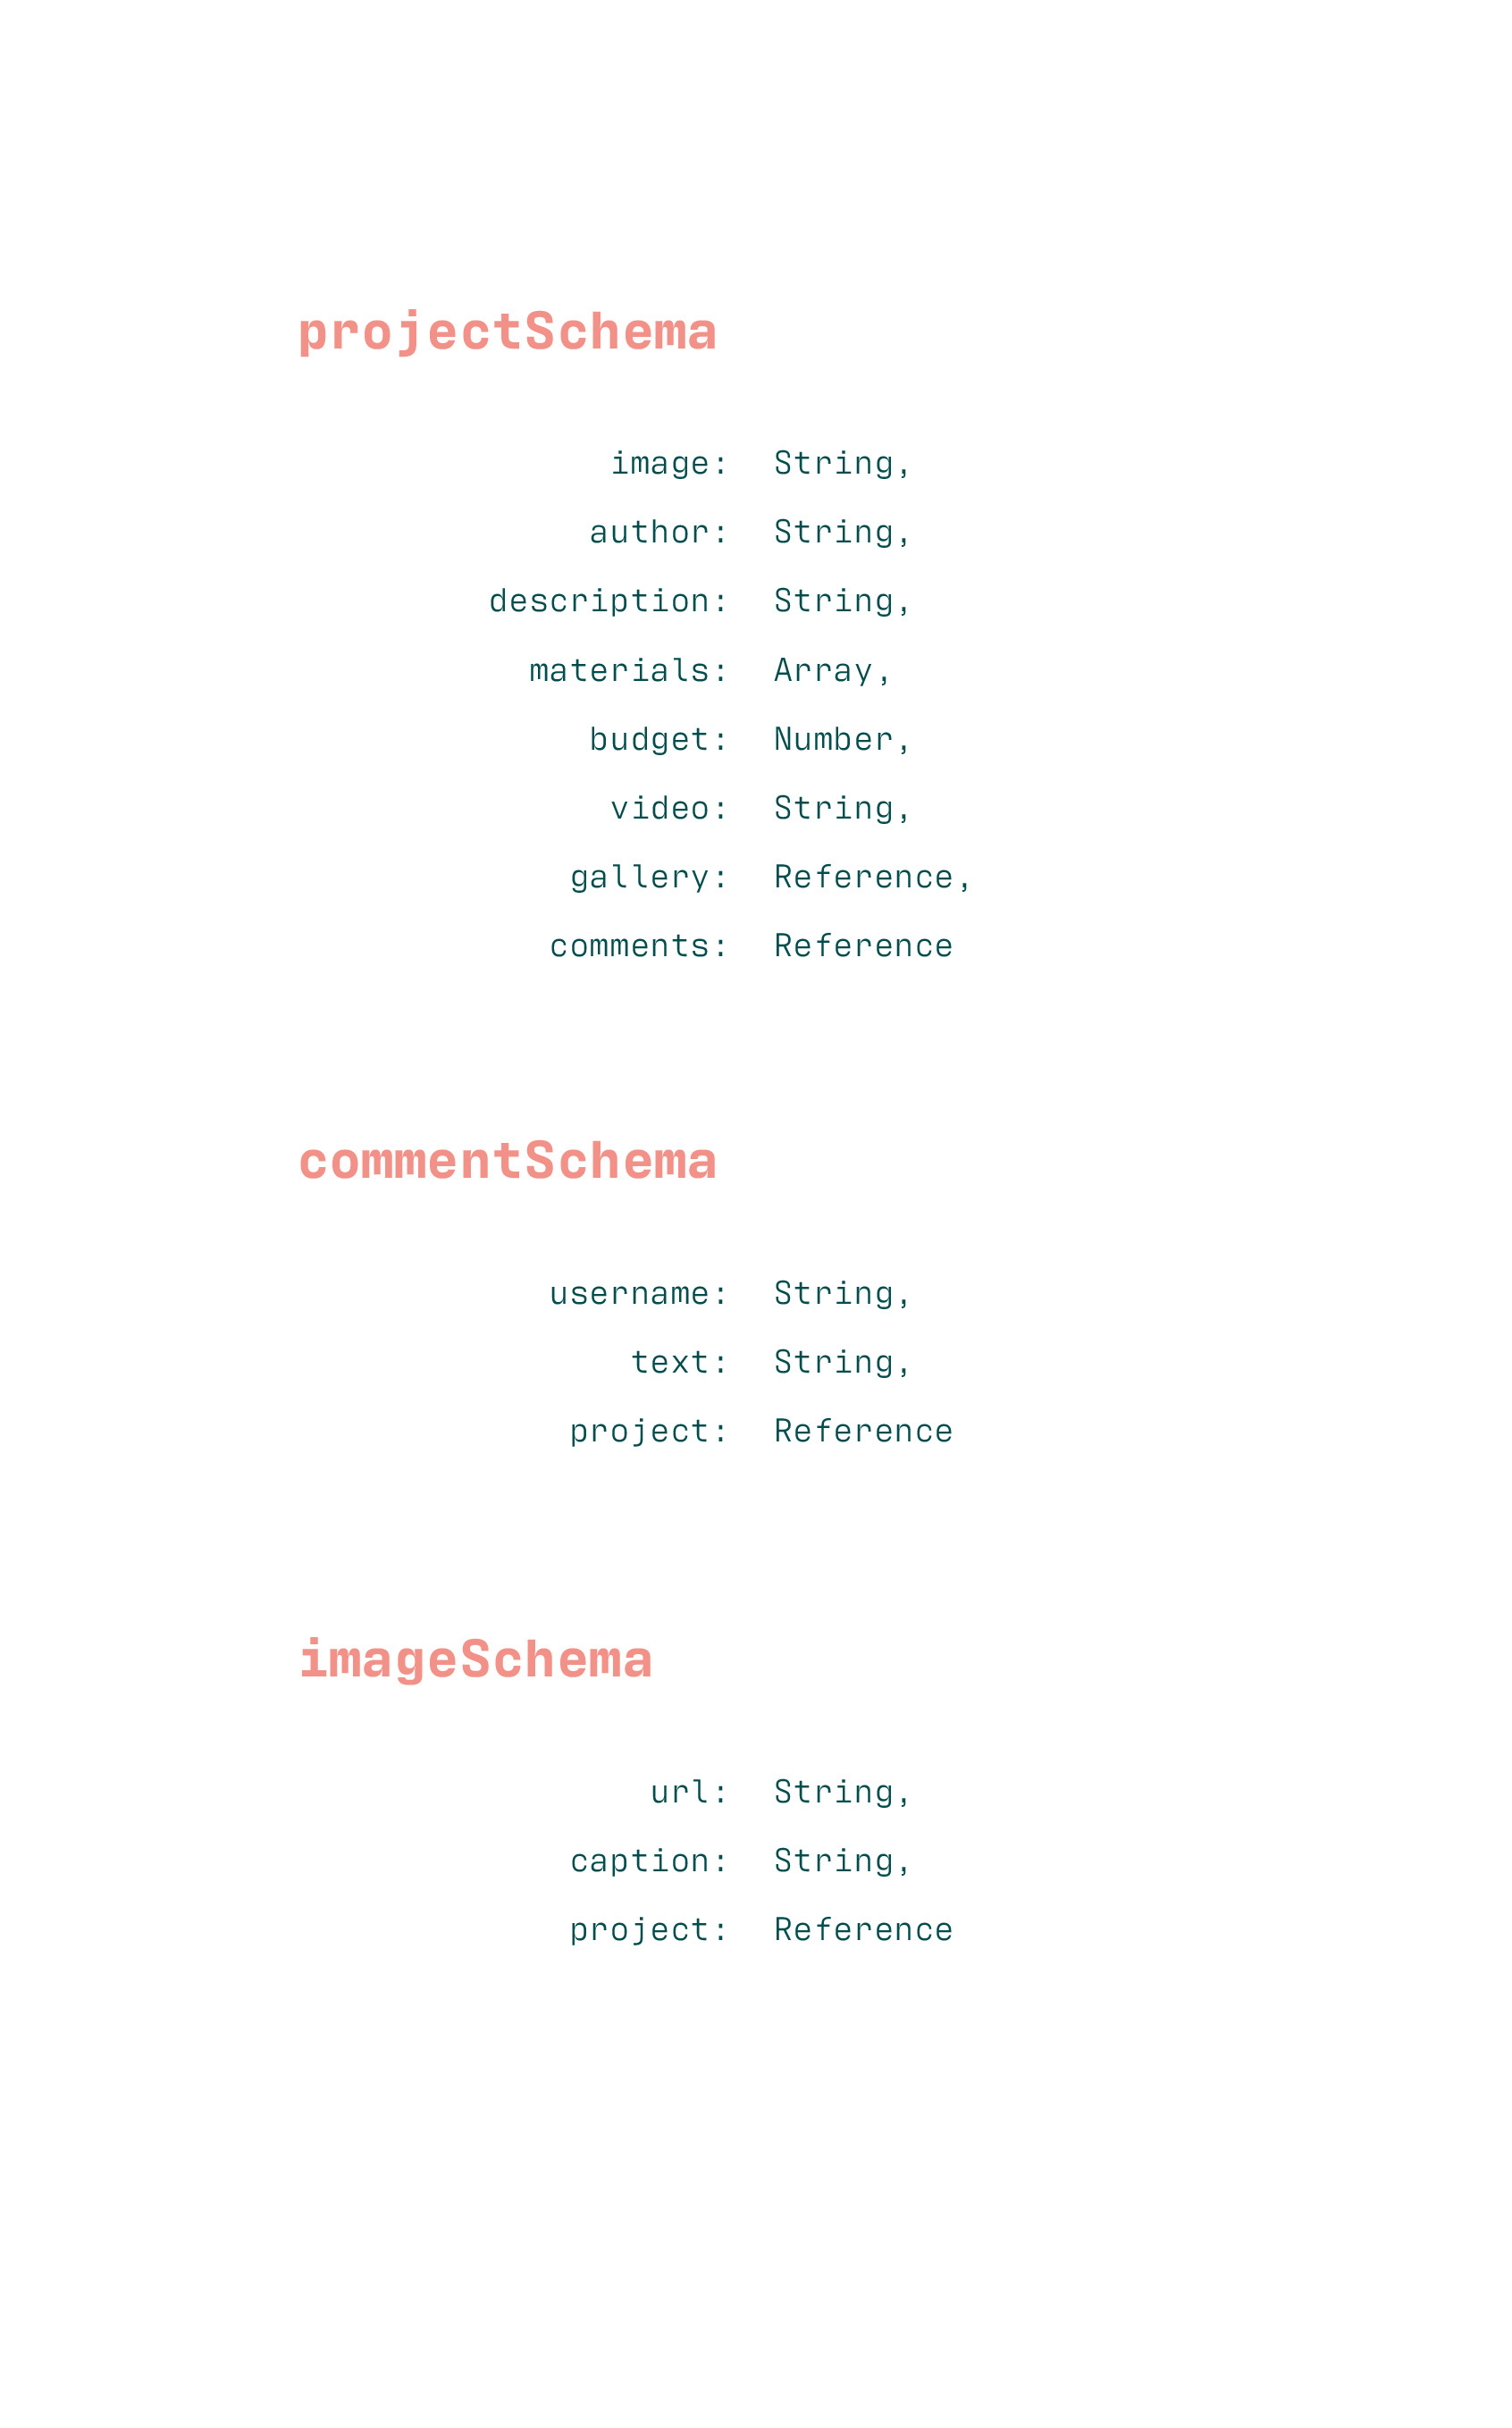 projectSchema
image: String,
author: String,
description: String,
materials: Array,
budget: Number,
video: String,
gallery: Reference,
comments: Reference
commentSchema
username: String,
text: String,
project: Reference
imageSchema
url: String,
caption: String,
project: Reference